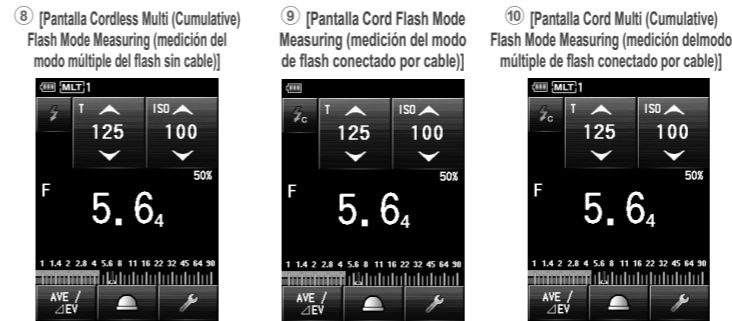 ⑧ [Pantalla Cordless Multi (Cumulative)
Flash Mode Measuring (medición del
modo múltiple del flash sin cable)]
MLT 1
T
125
ISO
100
50%
F
5.6₄
1 1.4 2 2.8 4 5.6 8 11 16 22 32 45 64 90
AVE /
⊿EV
⑨ [Pantalla Cord Flash Mode
Measuring (medición del modo
de flash conectado por cable)]
C
T
125
ISO
100
50%
F
5.6₄
1 1.4 2 2.8 4 5.6 8 11 16 22 32 45 64 90
AVE /
⊿EV
⑩ [Pantalla Cord Multi (Cumulative)
Flash Mode Measuring (medición delmodo
múltiple de flash conectado por cable)]
MLT 1
C
T
125
ISO
100
50%
F
5.6₄
1 1.4 2 2.8 4 5.6 8 11 16 22 32 45 64 90
AVE /
⊿EV